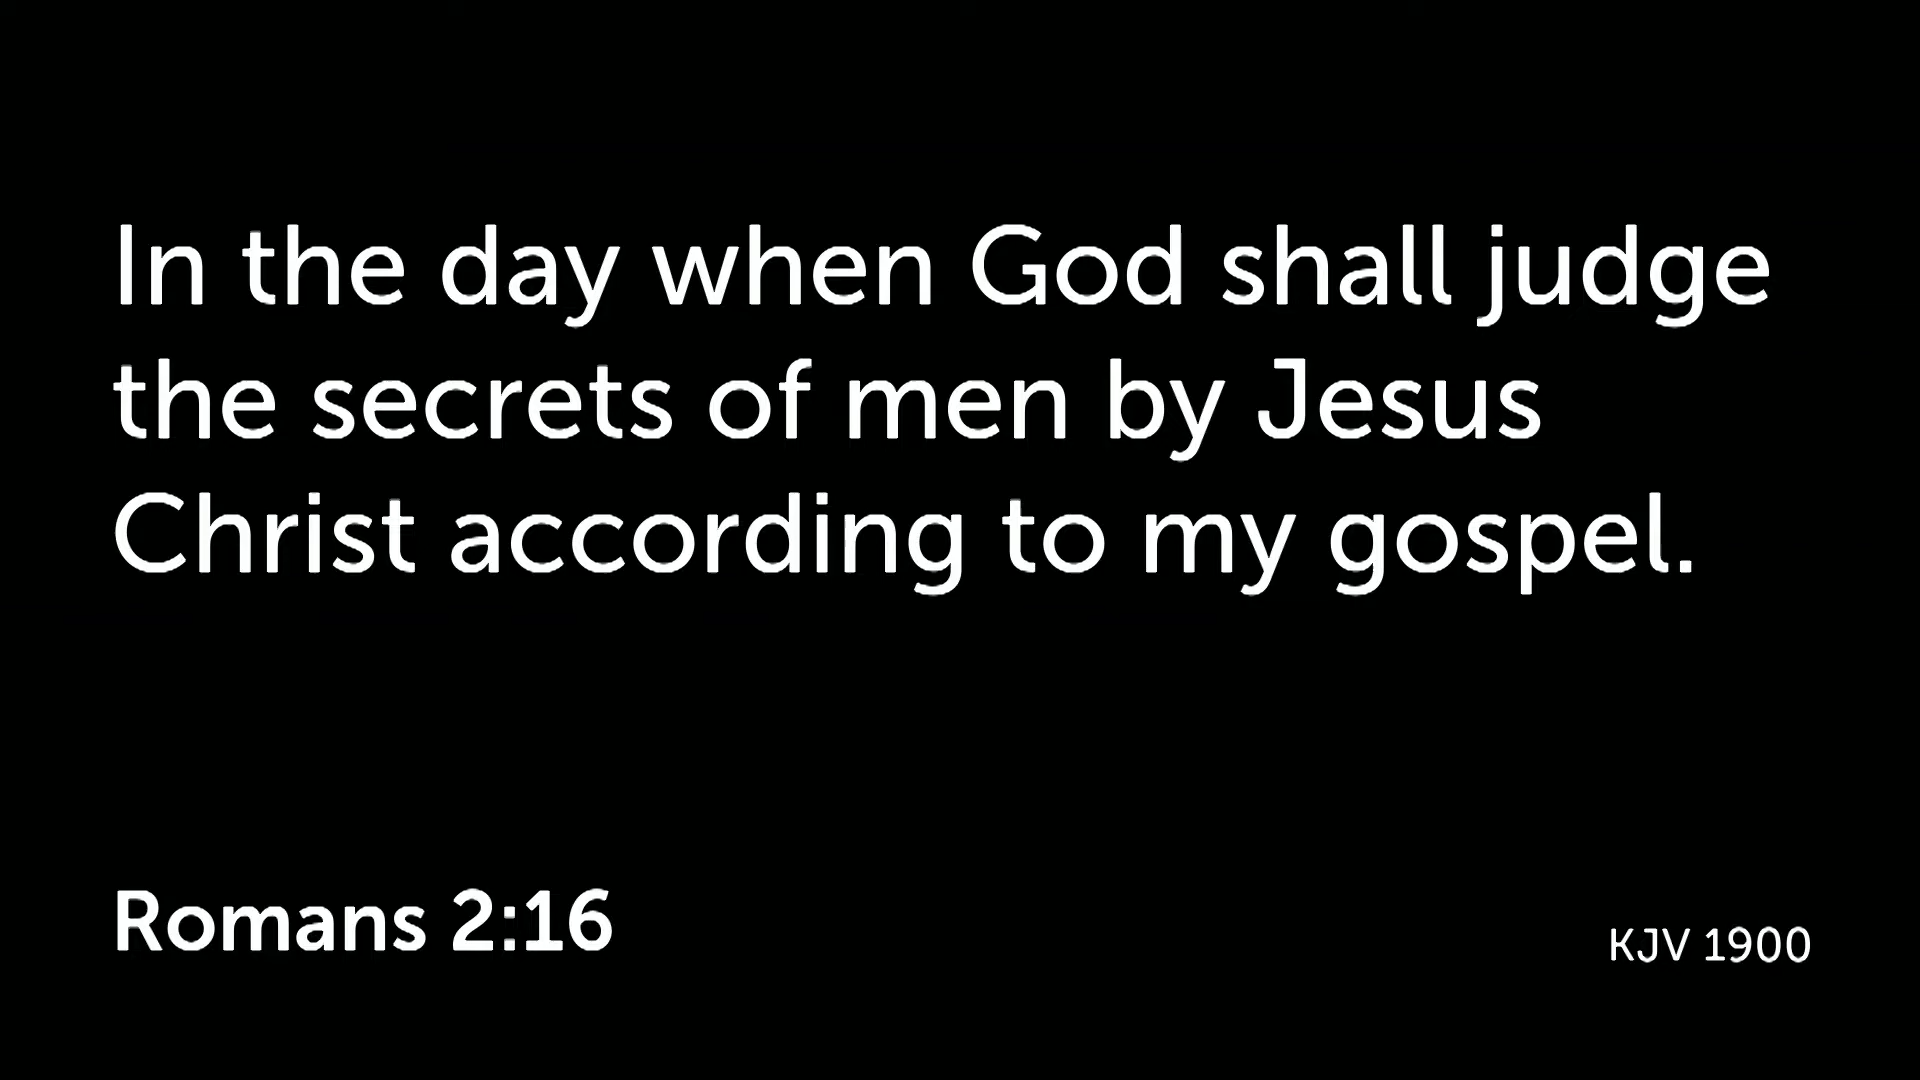 In the day when God shall judge
the secrets of men by Jesus
Christ according to my gospel.
Romans 2:16
KJV 1900